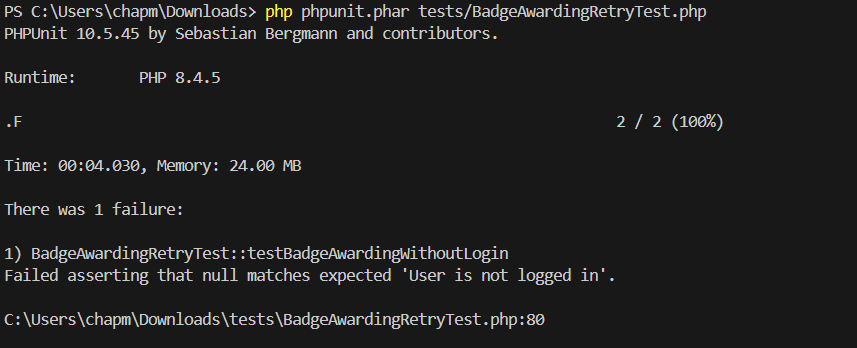 PS C:\Users\chapm\Downloads> php phpunit.phar tests/BadgeAwardingRetryTest.php
PHPUnit 10.5.45 by Sebastian Bergmann and contributors.
Runtime:       PHP 8.4.5
.F                                                                  2 / 2 (100%)
Time: 00:04.030, Memory: 24.00 MB
There was 1 failure:
1) BadgeAwardingRetryTest::testBadgeAwardingWithoutLogin
Failed asserting that null matches expected 'User is not logged in'.
C:\Users\chapm\Downloads\tests\BadgeAwardingRetryTest.php:80